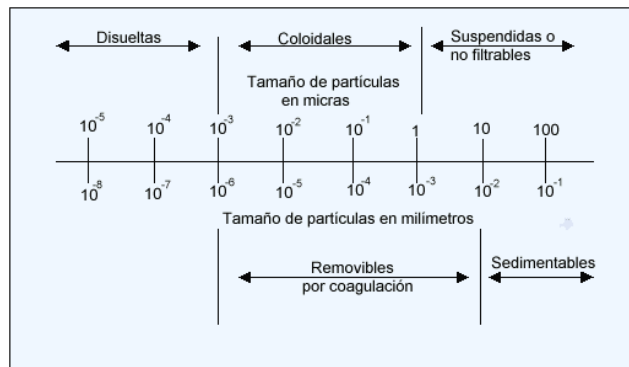 Disueltas
Coloidales
Suspendidas o
no filtrables
Tamaño de partículas
en micras
10⁻⁵ 10⁻⁴ 10⁻³ 10⁻² 10⁻¹ 1 10 100
10⁻⁸ 10⁻⁷ 10⁻⁶ 10⁻⁵ 10⁻⁴ 10⁻³ 10⁻² 10⁻¹
Tamaño de partículas en milímetros
Removibles
por coagulación
Sedimentables